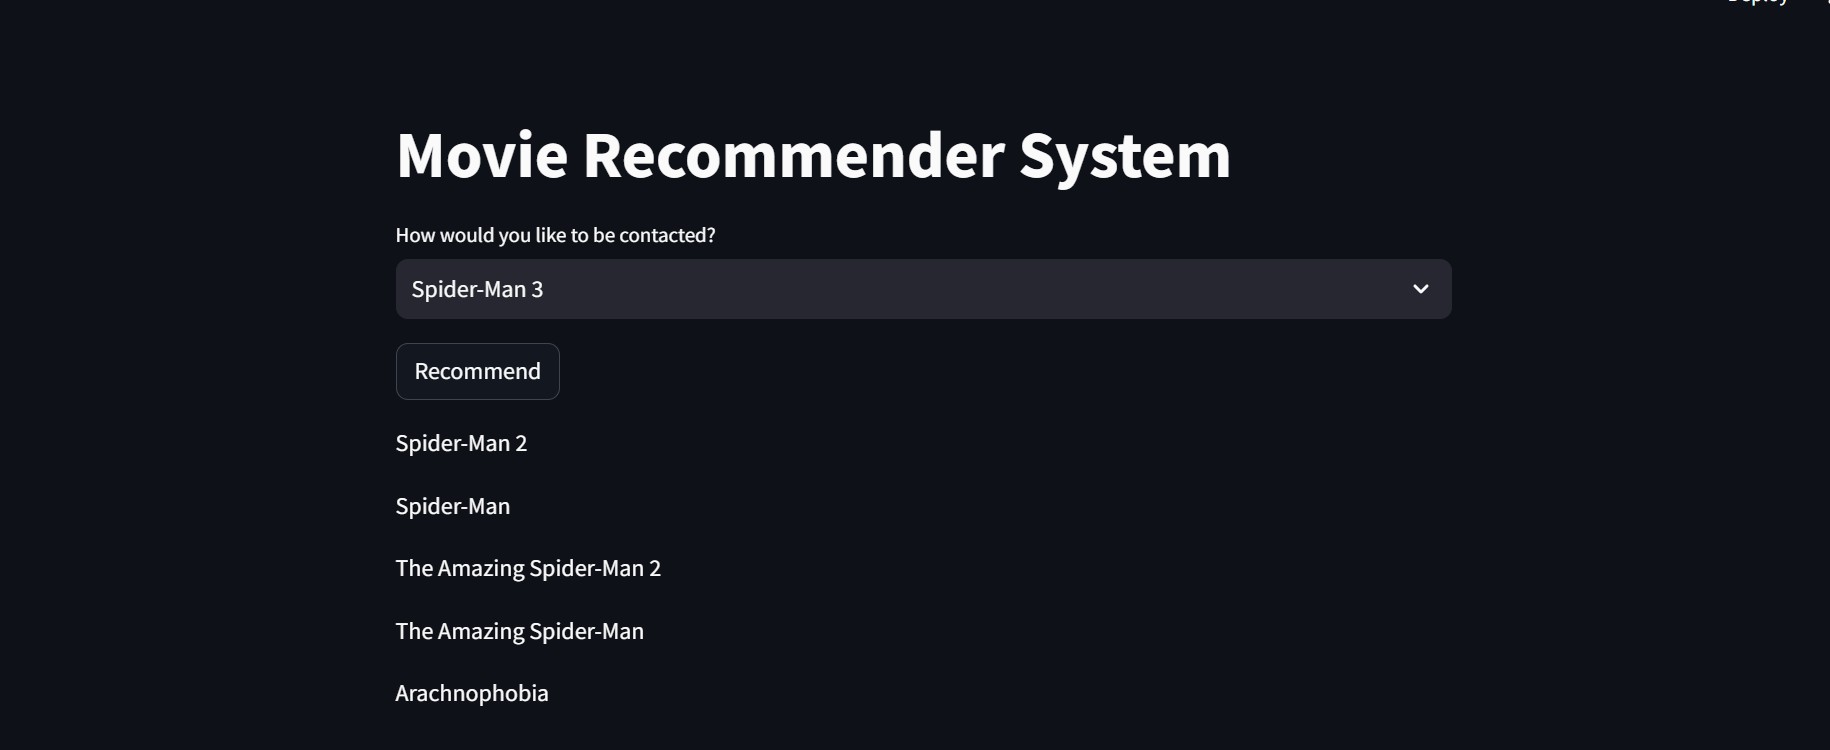 Movie Recommender System
How would you like to be contacted?
Spider-Man 3
Recommend
Spider-Man 2
Spider-Man
The Amazing Spider-Man 2
The Amazing Spider-Man
Arachnophobia